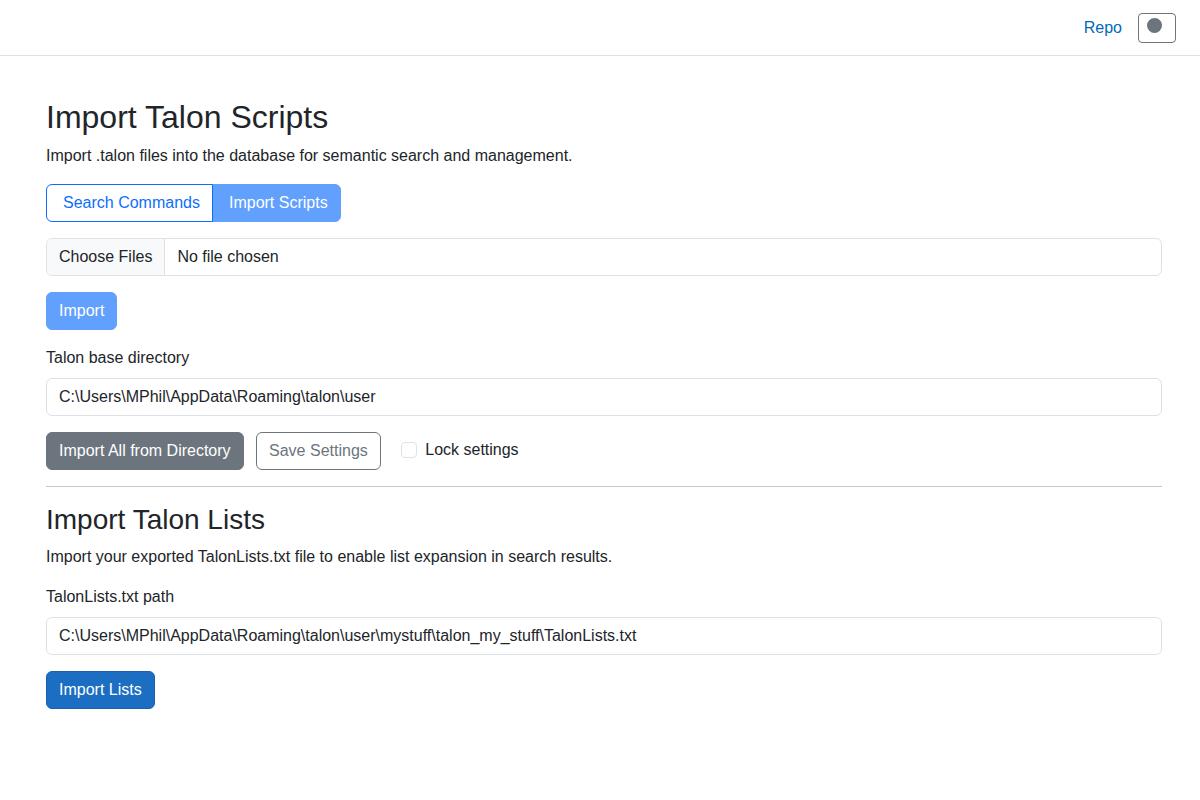 Repo
Import Talon Scripts
Import .talon files into the database for semantic search and management.
Search Commands Import Scripts
Choose Files No file chosen
Import
Talon base directory
C:\Users\MPhil\AppData\Roaming\talon\user
Import All from Directory Save Settings Lock settings
Import Talon Lists
Import your exported TalonLists.txt file to enable list expansion in search results.
TalonLists.txt path
C:\Users\MPhil\AppData\Roaming\talon\user\mystuff\talon_my_stuff\TalonLists.txt
Import Lists